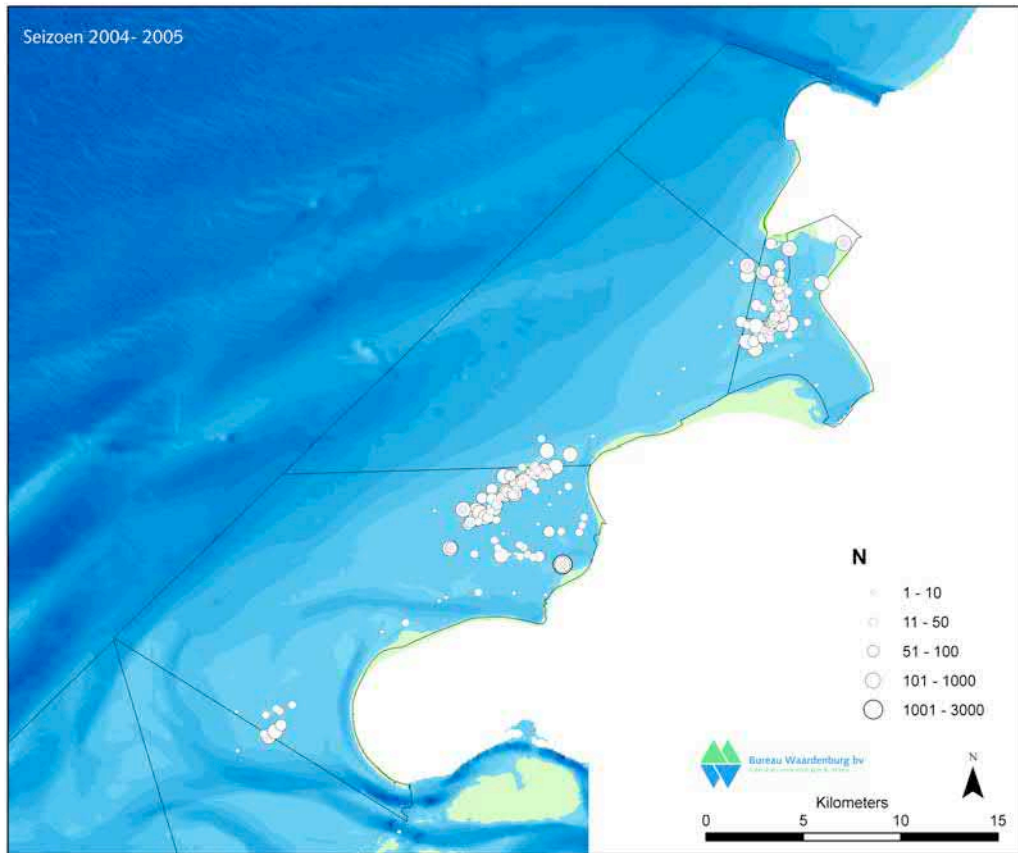 Seizoen 2004- 2005
N
1 - 10
11 - 50
51 - 100
101 - 1000
1001 - 3000
Bureau Waardenburg bv
N
Kilometers
0 5 10 15